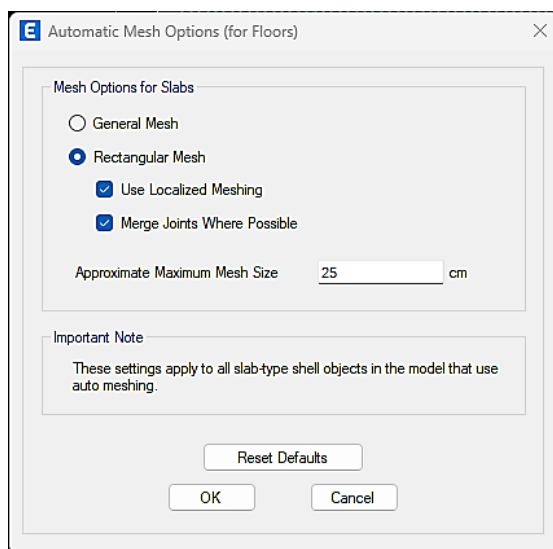 E Automatic Mesh Options (for Floors)
Mesh Options for Slabs
General Mesh
Rectangular Mesh
Use Localized Meshing
Merge Joints Where Possible
Approximate Maximum Mesh Size 25 cm
Important Note
These settings apply to all slab-type shell objects in the model that use
auto meshing.
Reset Defaults
OK Cancel